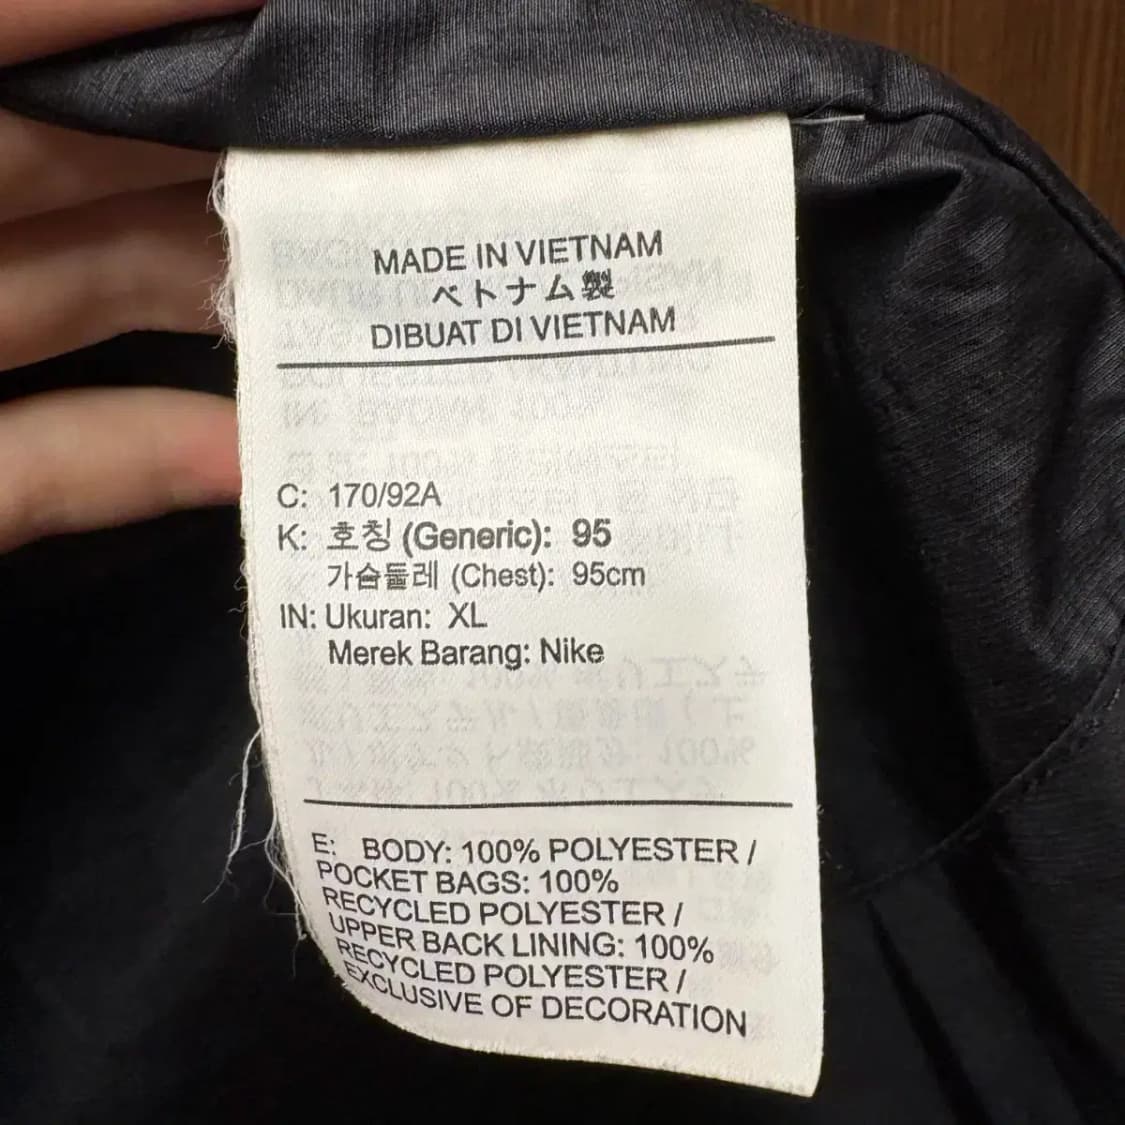 MADE IN VIETNAM
ベトナム製
DIBUAT DI VIETNAM
C: 170/92A
K: 호칭 (Generic): 95
가슴둘레 (Chest): 95cm
IN: Ukuran: XL
Merek Barang: Nike
E: BODY: 100% POLYESTER /
POCKET BAGS: 100%
RECYCLED POLYESTER /
UPPER BACK LINING: 100%
RECYCLED POLYESTER /
EXCLUSIVE OF DECORATION